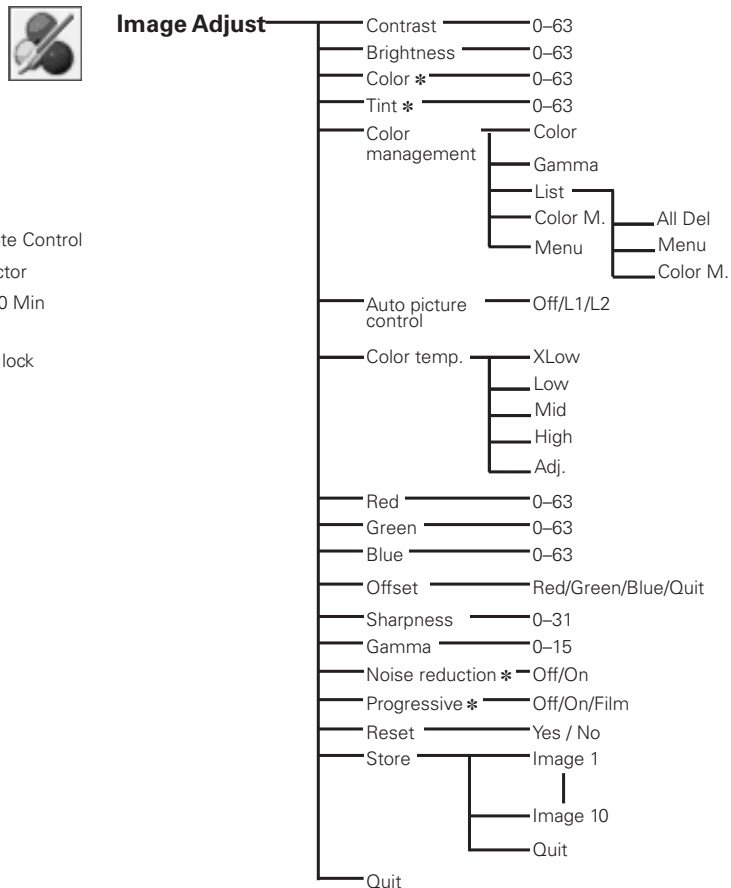 Image Adjust
Contrast 0–63
Brightness 0–63
Color ✻ 0–63
Tint ✻ 0–63
Color management
Color
Gamma
List
All Del
Menu
Color M.
Color M.
Menu
te Control
ctor
0 Min
lock
Auto picture control Off/L1/L2
Color temp. XLow
Low
Mid
High
Adj.
Red 0–63
Green 0–63
Blue 0–63
Offset Red/Green/Blue/Quit
Sharpness 0–31
Gamma 0–15
Noise reduction ✻ Off/On
Progressive ✻ Off/On/Film
Reset Yes / No
Store Image 1
Image 10
Quit
Quit